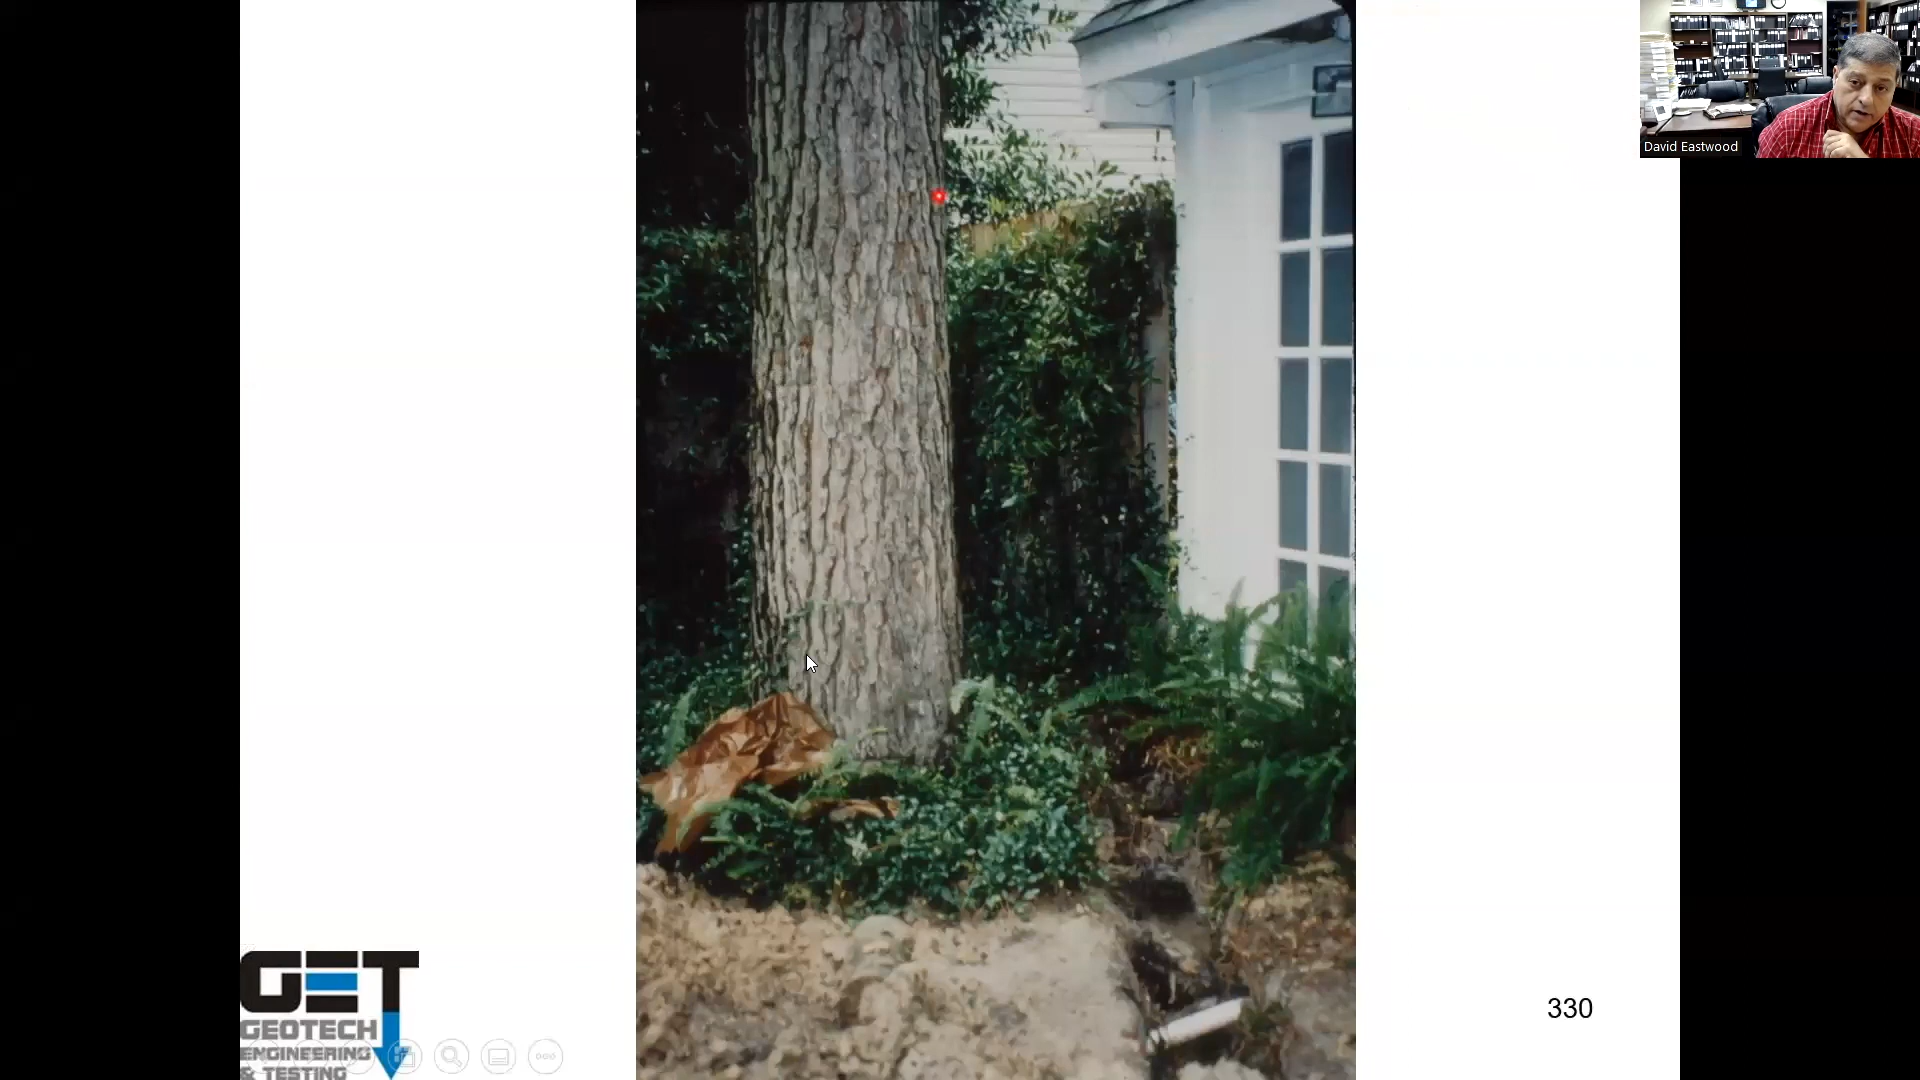 David Eastwood
GET
GEOTECH
ENGINEERING
& TESTING
330